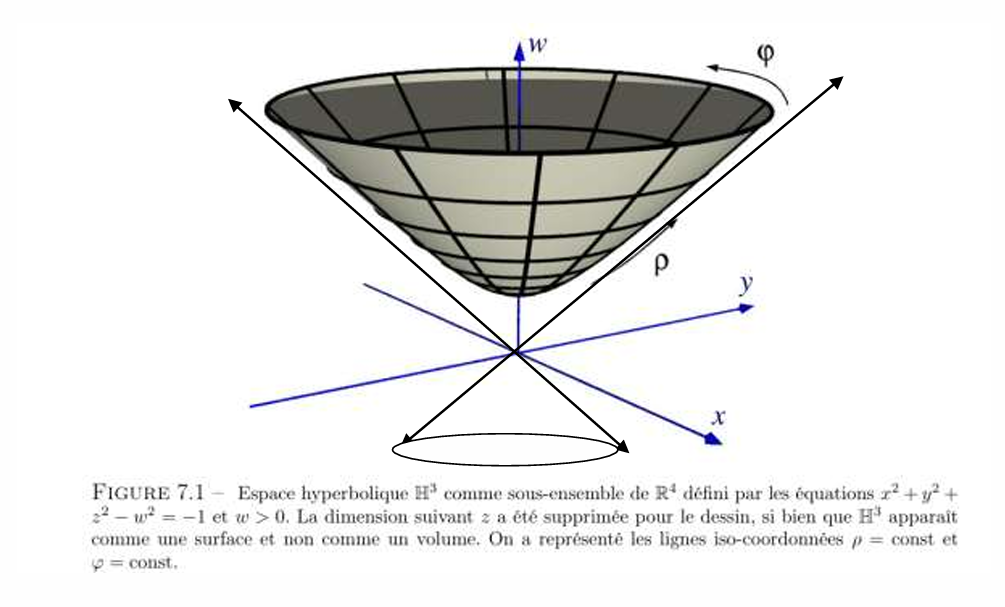 w
φ
ρ
y
x
FIGURE 7.1 – Espace hyperbolique ℍ³ comme sous-ensemble de ℝ⁴ défini par les équations x² + y² +
z² − w² = −1 et w > 0. La dimension suivant z a été supprimée pour le dessin, si bien que ℍ³ apparaît
comme une surface et non comme un volume. On a représenté les lignes iso-coordonnées ρ = const et
φ = const.